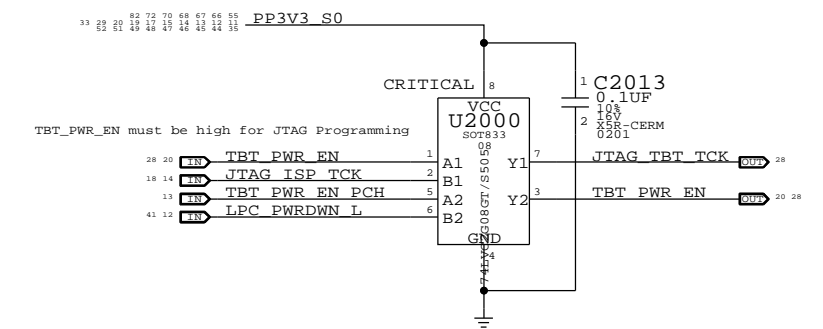 82 72 70 68 67 66 55
33 29 20 19 17 15 14 13 12 11
52 51 49 48 47 46 45 44 35
PP3V3_S0
CRITICAL
8
VCC
U2000
SOT833
08
74LVC2G08GT/S505
GND
4
1
C2013
0.1UF
10%
16V
2
X5R-CERM
0201
TBT_PWR_EN must be high for JTAG Programming
28 20 IN TBT_PWR_EN 1 A1
18 14 IN JTAG_ISP_TCK 2 B1
13 IN TBT_PWR_EN_PCH 5 A2
41 12 IN LPC_PWRDWN_L 6 B2
Y1 7 JTAG_TBT_TCK OUT 28
Y2 3 TBT_PWR_EN OUT 20 28